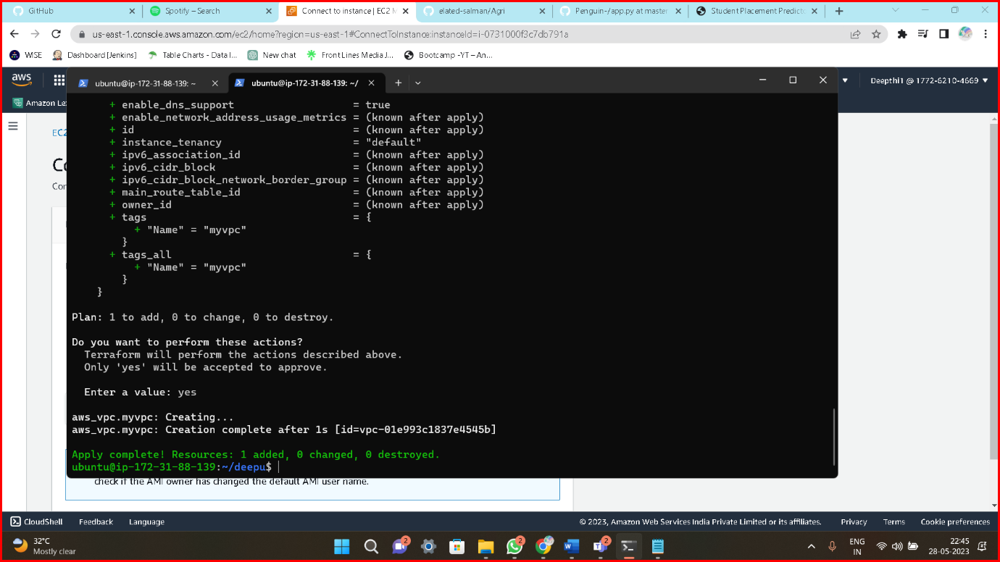 GitHub
Spotify – Search
Connect to instance | EC2 M
elated-salman/Agri
Penguin-/app.py at master
Student Placement Predicto
us-east-1.console.aws.amazon.com/ec2/home?region=us-east-1#ConnectToInstance:instanceId=i-0731000f3c7db791a
WISE
Dashboard [Jenkins]
Table Charts - Data I...
New chat
Front Lines Media J...
Bootcamp -YT – An...
aws
ubuntu@ip-172-31-88-139: ~
ubuntu@ip-172-31-88-139: ~/
Deepthi1 @ 1772-6210-4669
Amazon Lex
EC2
Co
Con
+ enable_dns_support = true
+ enable_network_address_usage_metrics = (known after apply)
+ id = (known after apply)
+ instance_tenancy = "default"
+ ipv6_association_id = (known after apply)
+ ipv6_cidr_block = (known after apply)
+ ipv6_cidr_block_network_border_group = (known after apply)
+ main_route_table_id = (known after apply)
+ owner_id = (known after apply)
+ tags = {
+ "Name" = "myvpc"
}
+ tags_all = {
+ "Name" = "myvpc"
}
}
Plan: 1 to add, 0 to change, 0 to destroy.
Do you want to perform these actions?
Terraform will perform the actions described above.
Only 'yes' will be accepted to approve.
Enter a value: yes
aws_vpc.myvpc: Creating...
aws_vpc.myvpc: Creation complete after 1s [id=vpc-01e993c1837e4545b]
Apply complete! Resources: 1 added, 0 changed, 0 destroyed.
ubuntu@ip-172-31-88-139:~/deepu$
check if the AMI owner has changed the default AMI user name.
CloudShell
Feedback
Language
© 2023, Amazon Web Services India Private Limited or its affiliates.
Privacy
Terms
Cookie preferences
32°C
Mostly clear
2
2
2
ENG
IN
22:45
28-05-2023